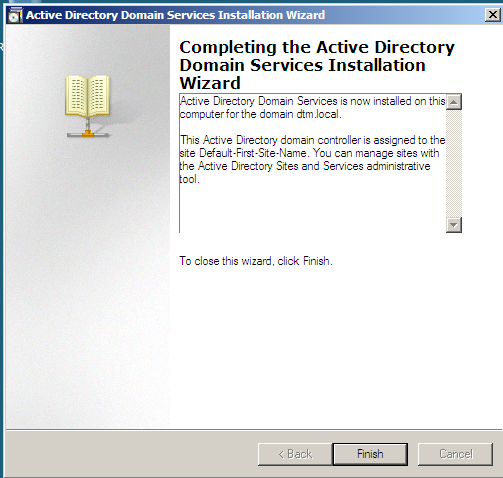 Active Directory Domain Services Installation Wizard
Completing the Active Directory
Domain Services Installation
Wizard
Active Directory Domain Services is now installed on this
computer for the domain dtm.local.
This Active Directory domain controller is assigned to the
site Default-First-Site-Name. You can manage sites with
the Active Directory Sites and Services administrative
tool.
To close this wizard, click Finish.
< Back
Finish
Cancel